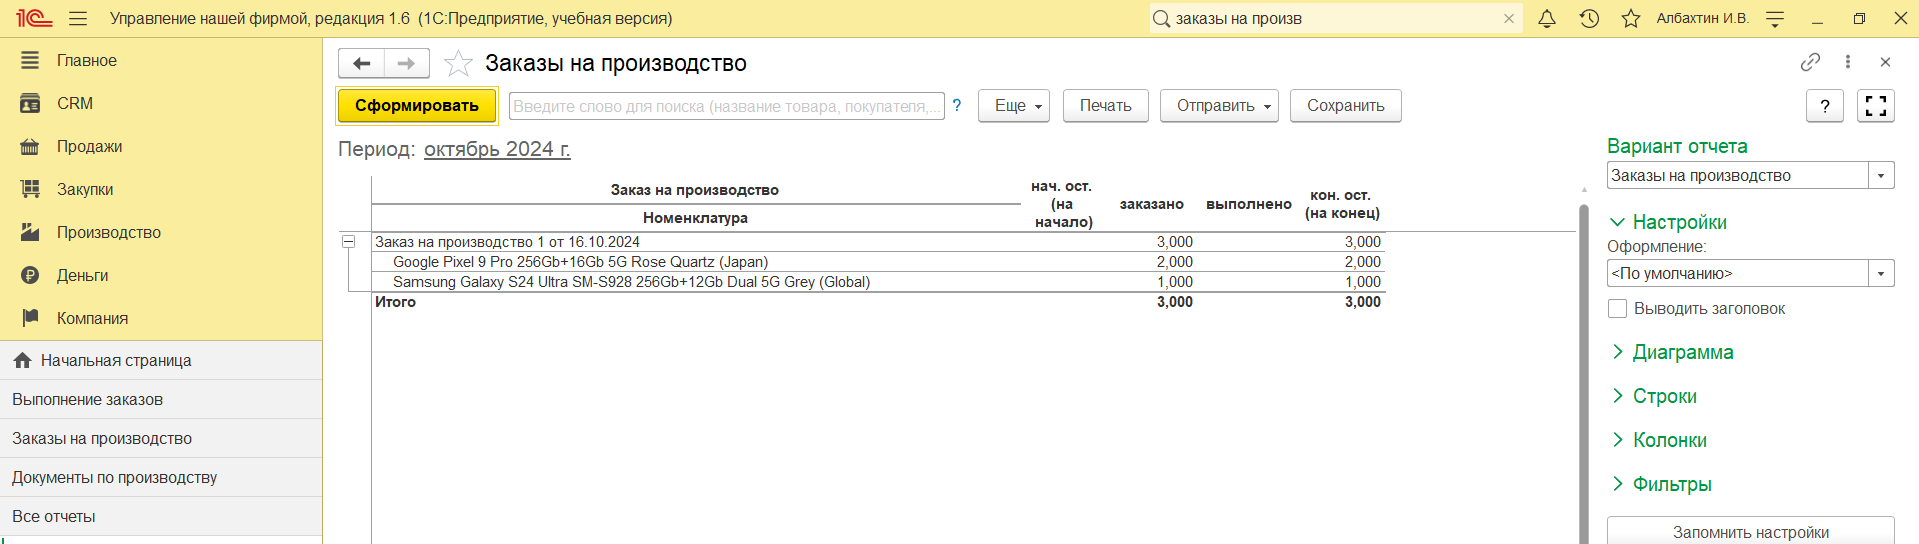 1С Управление нашей фирмой, редакция 1.6 (1С:Предприятие, учебная версия) заказы на произв Албахтин И.В.
Главное
CRM
Продажи
Закупки
Производство
Деньги
Компания
Начальная страница
Выполнение заказов
Заказы на производство
Документы по производству
Все отчеты
Заказы на производство
Сформировать Введите слово для поиска (название товара, покупателя,... ? Еще Печать Отправить Сохранить ?
Период: октябрь 2024 г.
Заказ на производство нач. ост. (на начало) заказано выполнено кон. ост. (на конец)
Номенклатура
Заказ на производство 1 от 16.10.2024 3,000 3,000
Google Pixel 9 Pro 256Gb+16Gb 5G Rose Quartz (Japan) 2,000 2,000
Samsung Galaxy S24 Ultra SM-S928 256Gb+12Gb Dual 5G Grey (Global) 1,000 1,000
Итого 3,000 3,000
Вариант отчета
Заказы на производство
Настройки
Оформление:
<По умолчанию>
Выводить заголовок
Диаграмма
Строки
Колонки
Фильтры
Запомнить настройки